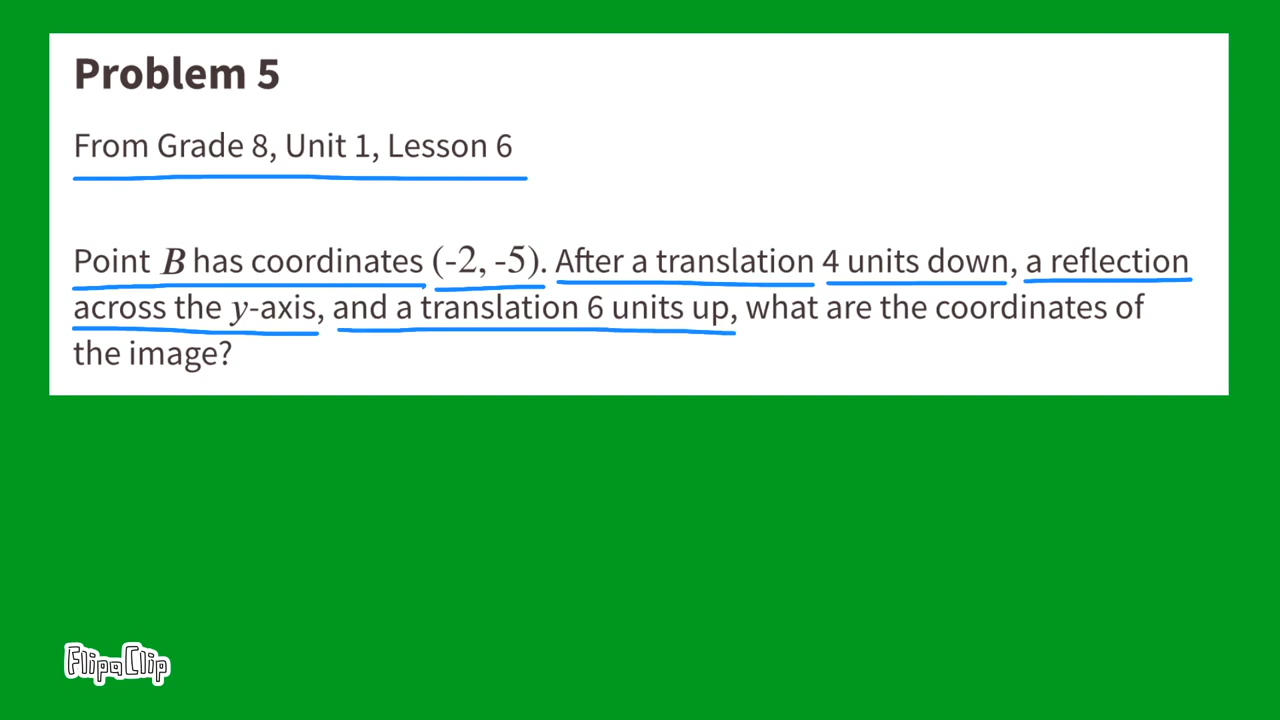 Problem 5
From Grade 8, Unit 1, Lesson 6
Point B has coordinates (-2, -5). After a translation 4 units down, a reflection
across the y-axis, and a translation 6 units up, what are the coordinates of
the image?
FlipaClip